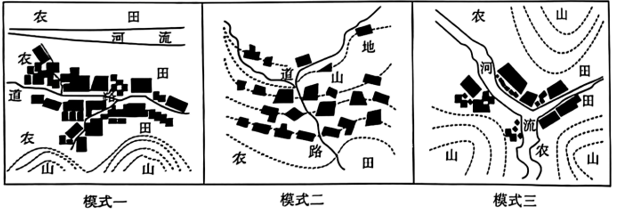 农 田
河 流
农 田
道 路
农 田
山 山
模式一
地
道 山
路
农 田
模式二
农 山
河 田
流 田
山 农 山
模式三